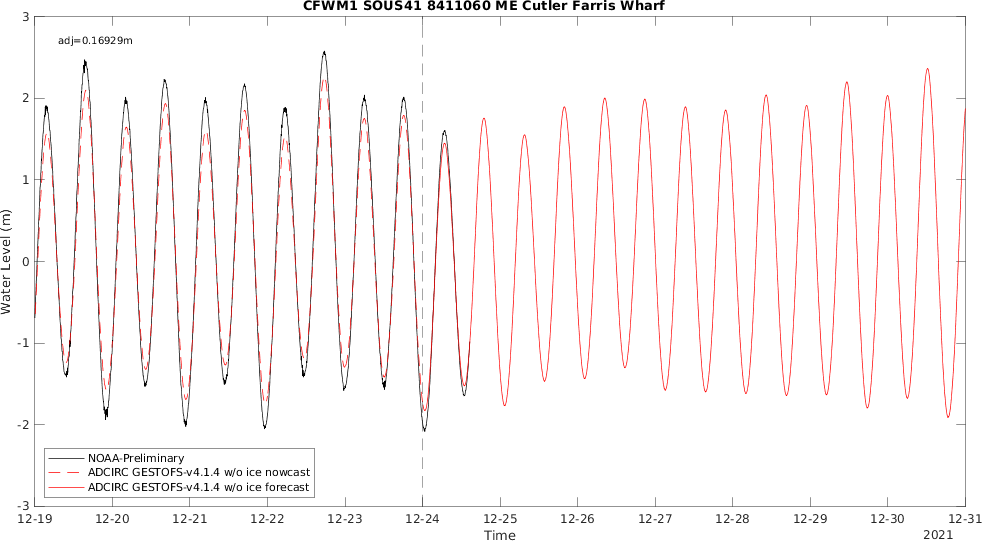 CFWM1 SOUS41 8411060 ME Cutler Farris Wharf
3
adj=0.16929m
2
1
0
-1
-2
-3
Water Level (m)
NOAA-Preliminary
ADCIRC GESTOFS-v4.1.4 w/o ice nowcast
ADCIRC GESTOFS-v4.1.4 w/o ice forecast
12-19 12-20 12-21 12-22 12-23 12-24 12-25 12-26 12-27 12-28 12-29 12-30 12-31
Time
2021